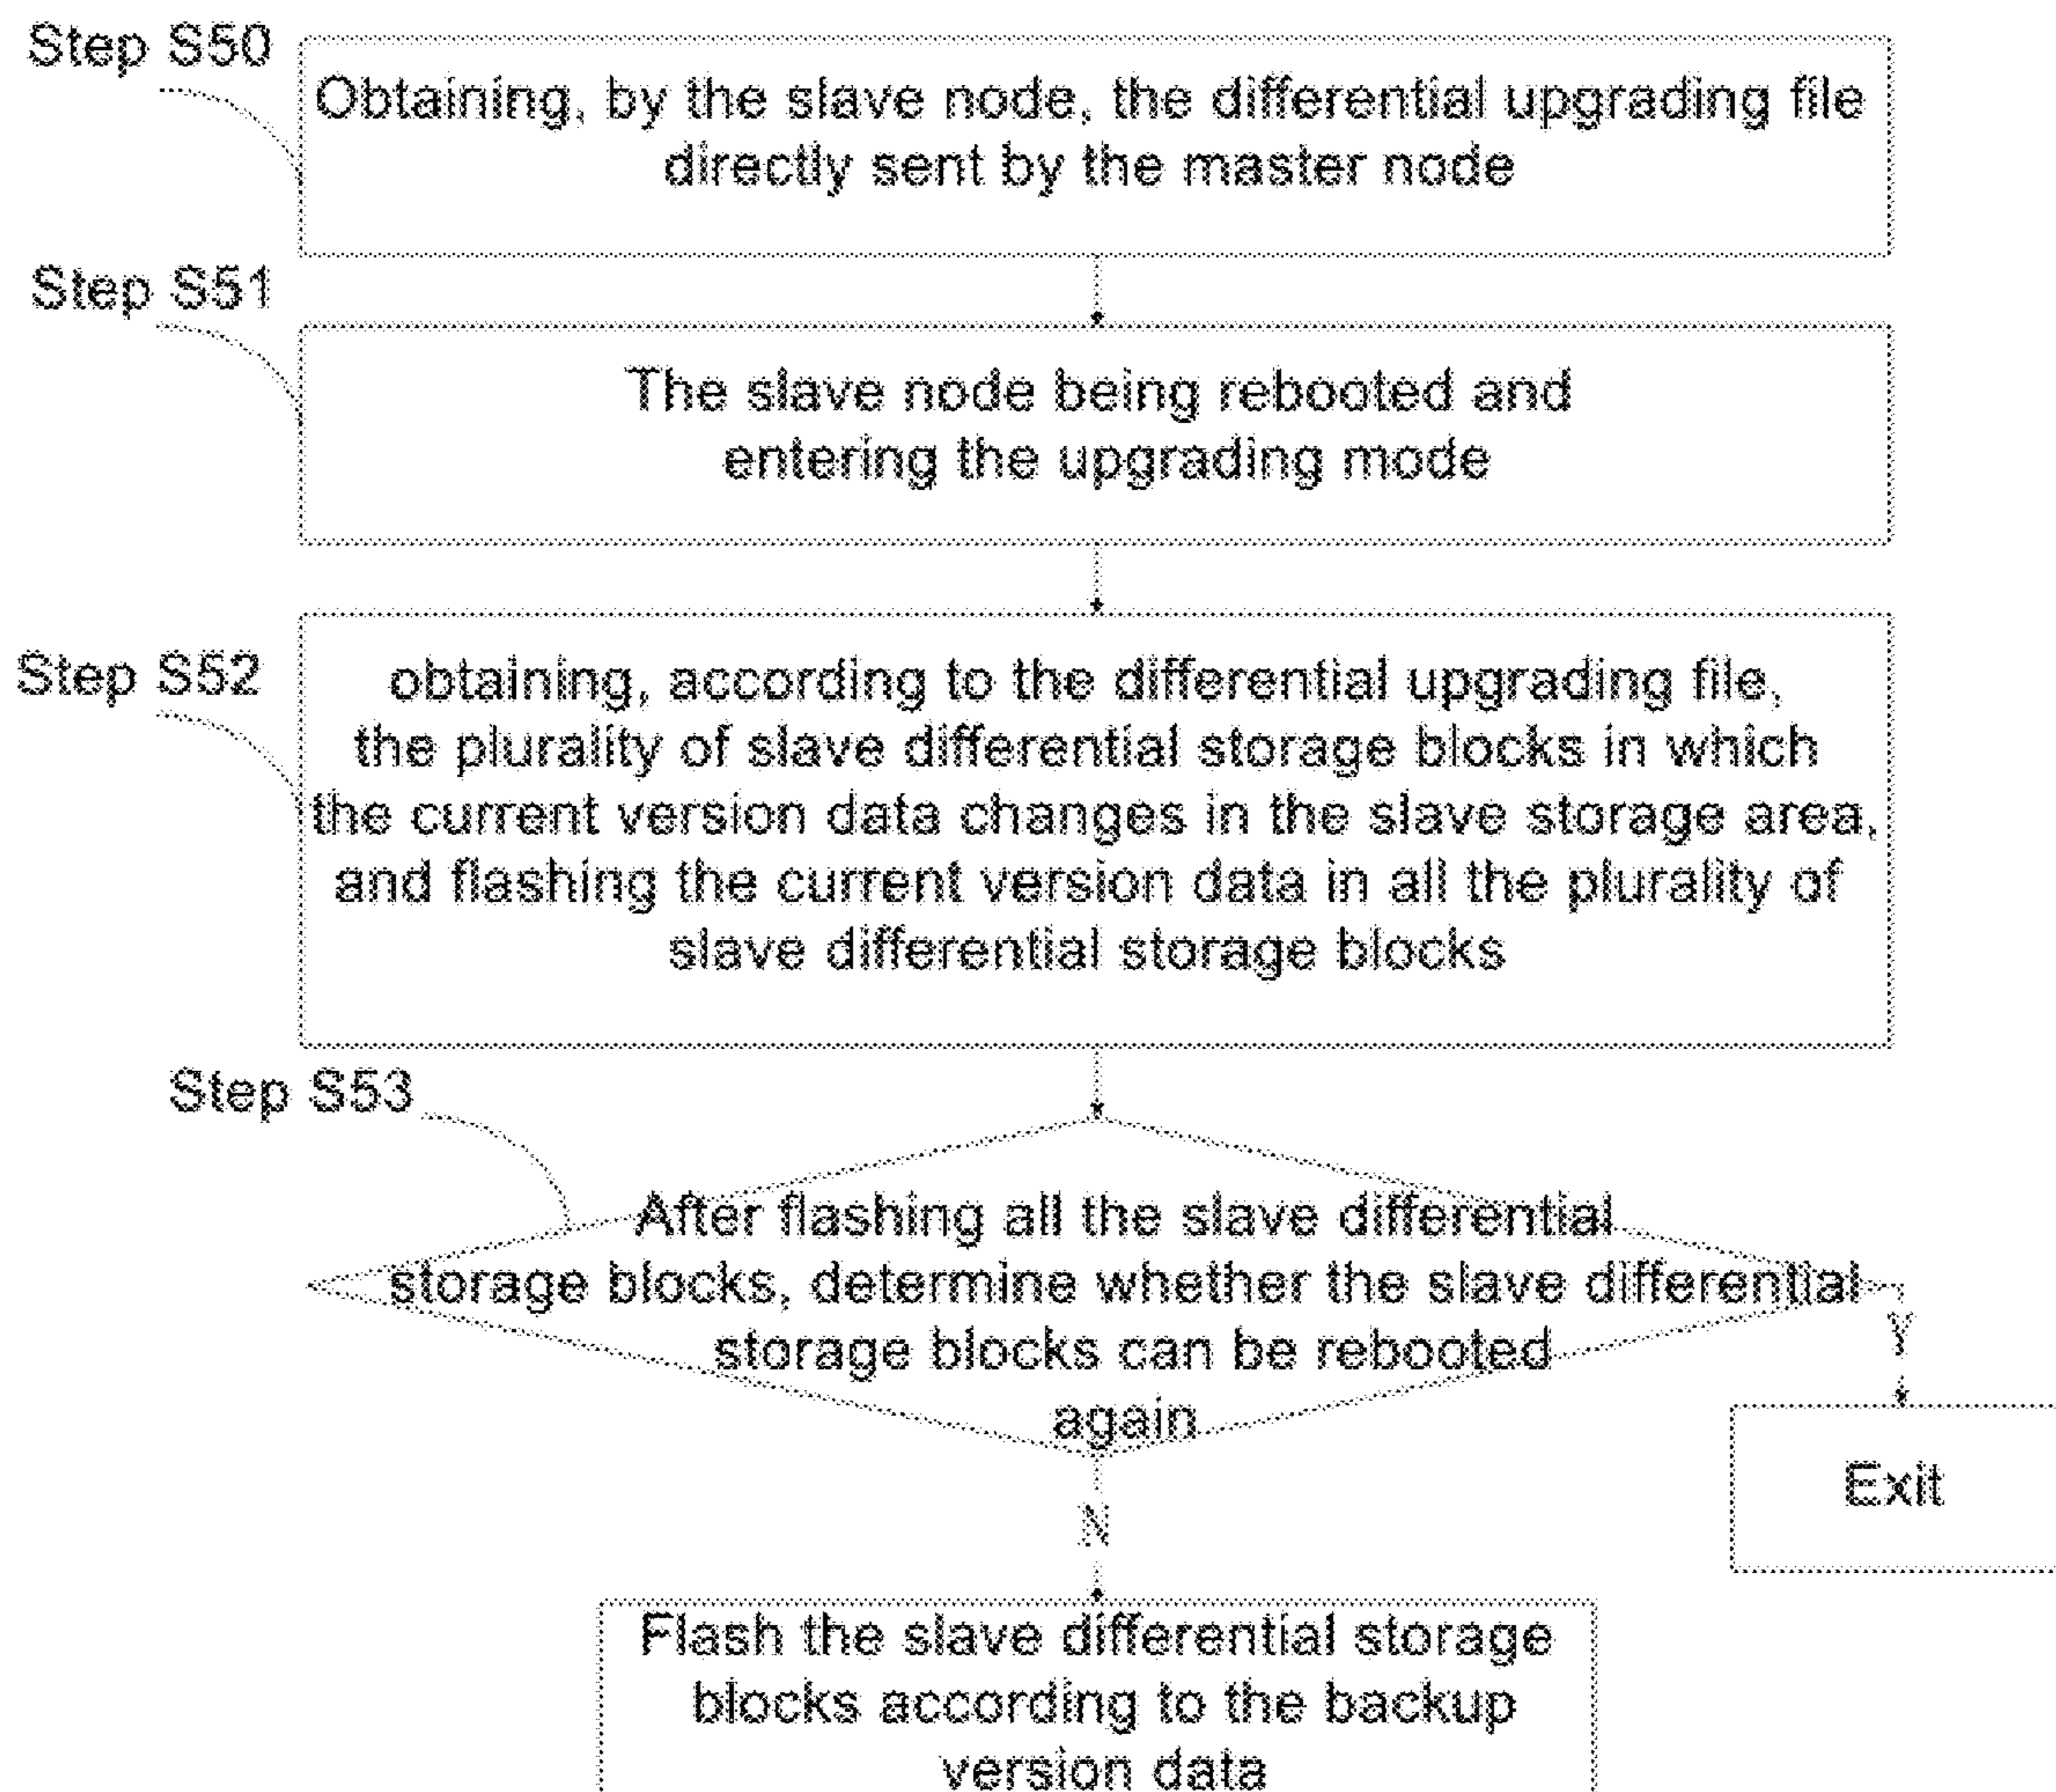 Step S50
Obtaining, by the slave node, the differential upgrading file
directly sent by the master node
Step S51
The slave node being rebooted and
entering the upgrading mode
Step S52
obtaining, according to the differential upgrading file,
the plurality of slave differential storage blocks in which
the current version data changes in the slave storage area,
and flashing the current version data in all the plurality of
slave differential storage blocks
Step S53
After flashing all the slave differential
storage blocks, determine whether the slave differential
storage blocks can be rebooted
again
Y
Exit
N
Flash the slave differential storage
blocks according to the backup
version data